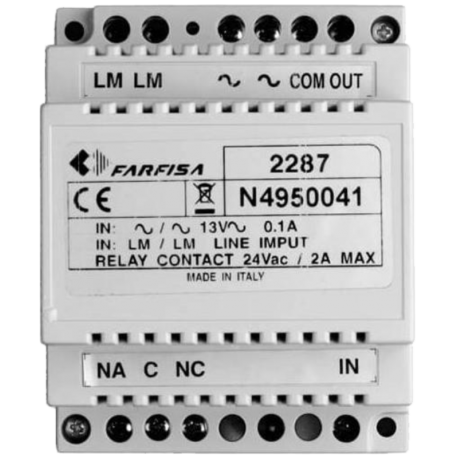 LM LM ~ ~ COM OUT
FARFISA 2287
CE N4950041
IN: ~ / ~ 13V~ 0.1A
IN: LM / LM LINE IMPUT
RELAY CONTACT 24Vac / 2A MAX
MADE IN ITALY
NA C NC IN